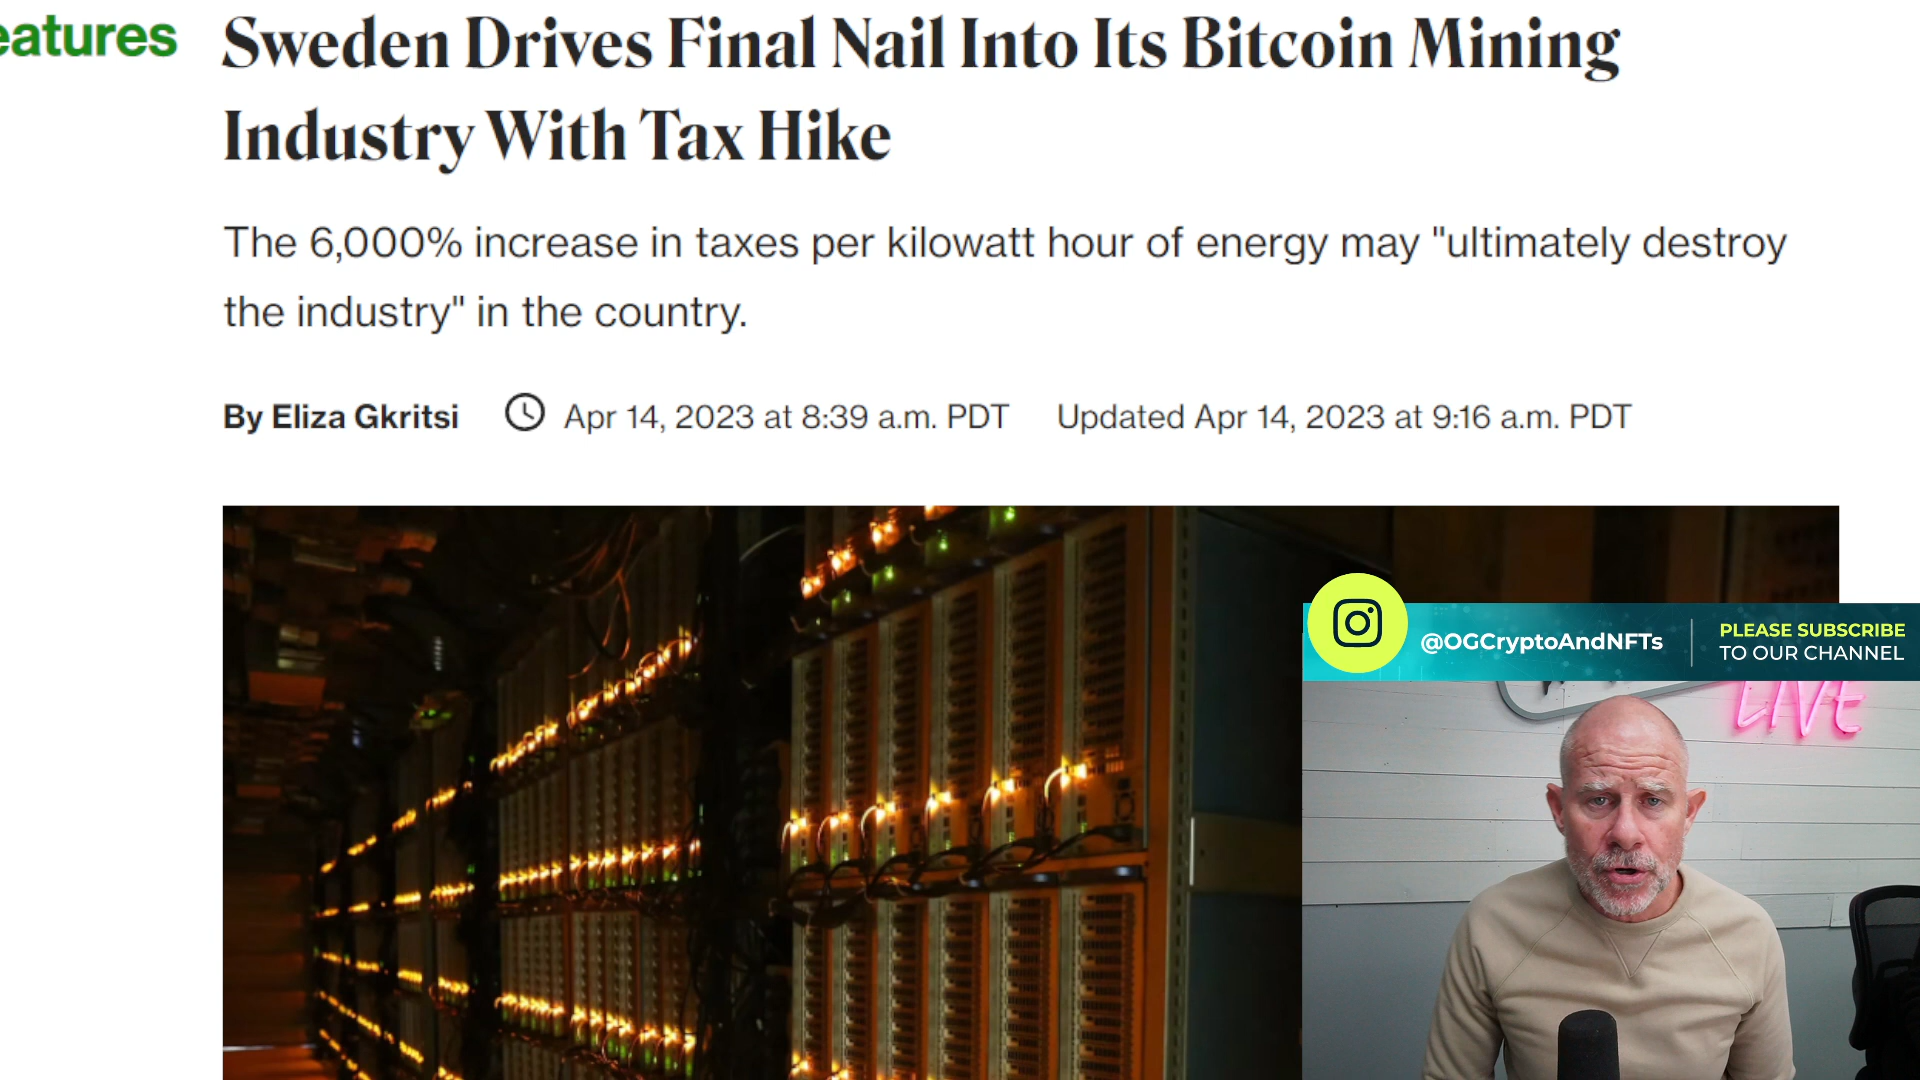 eatures
Sweden Drives Final Nail Into Its Bitcoin Mining
Industry With Tax Hike
The 6,000% increase in taxes per kilowatt hour of energy may "ultimately destroy
the industry" in the country.
By Eliza Gkritsi Apr 14, 2023 at 8:39 a.m. PDT Updated Apr 14, 2023 at 9:16 a.m. PDT
@OGCryptoAndNFTs
PLEASE SUBSCRIBE
TO OUR CHANNEL
LIVE